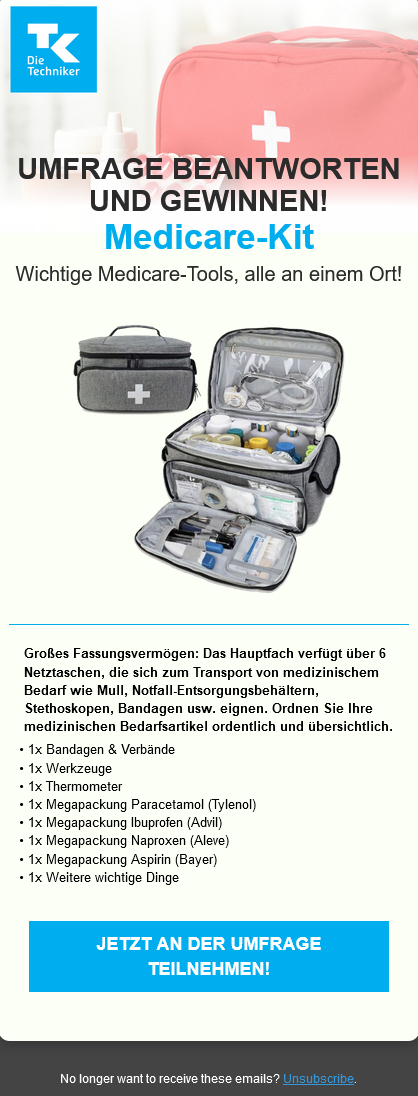 Die
Techniker
UMFRAGE BEANTWORTEN
UND GEWINNEN!
Medicare-Kit
Wichtige Medicare-Tools, alle an einem Ort!
Großes Fassungsvermögen: Das Hauptfach verfügt über 6
Netztaschen, die sich zum Transport von medizinischem
Bedarf wie Mull, Notfall-Entsorgungsbehältern,
Stethoskopen, Bandagen usw. eignen. Ordnen Sie Ihre
medizinischen Bedarfsartikel ordentlich und übersichtlich.
• 1x Bandagen & Verbände
• 1x Werkzeuge
• 1x Thermometer
• 1x Megapackung Paracetamol (Tylenol)
• 1x Megapackung Ibuprofen (Advil)
• 1x Megapackung Naproxen (Aleve)
• 1x Megapackung Aspirin (Bayer)
• 1x Weitere wichtige Dinge
JETZT AN DER UMFRAGE
TEILNEHMEN!
No longer want to receive these emails? Unsubscribe.